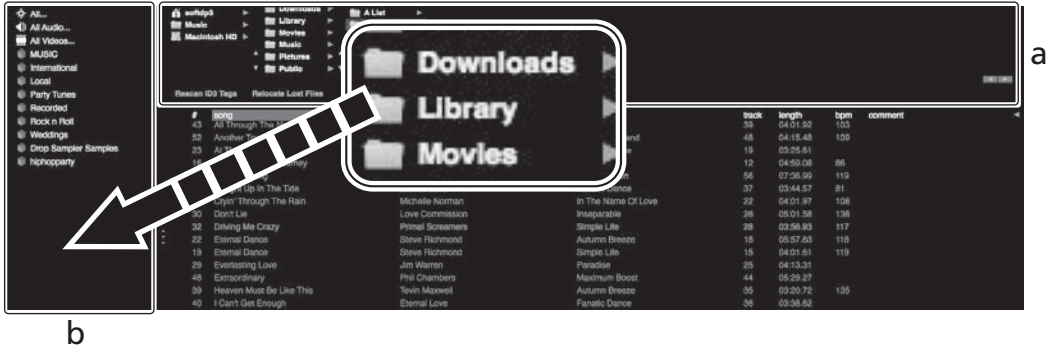 All...
All Audio...
All Videos...
MUSIC
International
Local
Party Tunes
Recorded
Rock n Roll
Weddings
Drop Sampler Samples
hiphopparty
softdp3
Music
Macintosh HD
Downloads
Library
Movies
Music
Pictures
Public
A List
Rescan ID3 Tags Relocate Lost Files
Downloads
Library
Movies
a
# song track length bpm comment
43 All Through The 39 04:01.92 103
52 Another 48 04:15.48 109
23 19 03:25.61
12 04:59.08 86
56 07:36.99 119
Up In The Tide Dance 37 03:44.57 81
Cryin' Through The Rain Michelle Norman In The Name Of Love 22 04:01.97 108
30 Don't Lie Love Commission Inseparable 26 05:01.58 136
32 Driving Me Crazy Primal Screamers Simple Life 28 03:56.93 117
22 Eternal Dance Steve Richmond Autumn Breeze 18 05:57.63 118
19 Eternal Dance Steve Richmond Simple Life 15 04:01.61 119
29 Everlasting Love Jim Warren Paradise 25 04:13.31
48 Extraordinary Phil Chambers Maximum Boost 44 05:29.27
39 Heaven Must Be Like This Tevin Maxwell Autumn Breeze 35 03:20.72 135
40 I Can't Get Enough Eternal Love Fanatic Dance 36 03:38.62
b